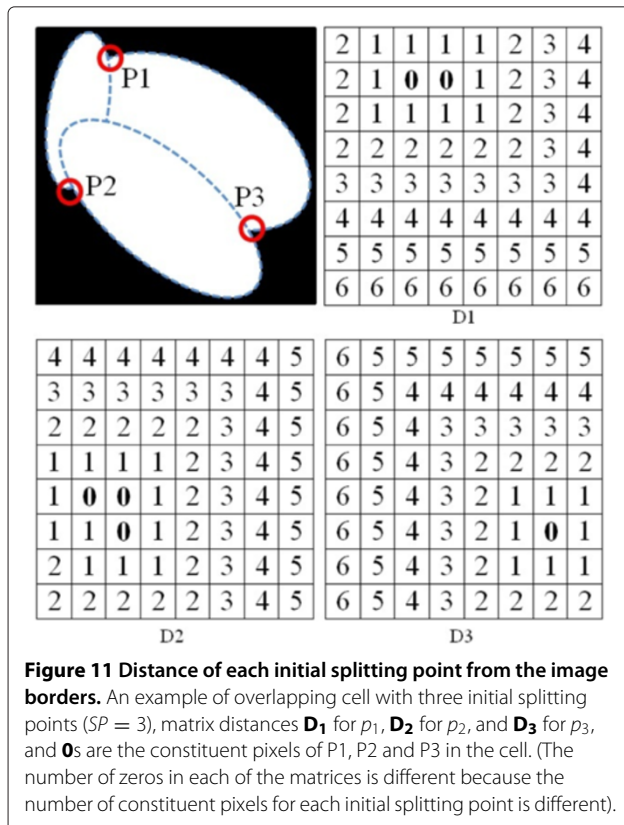 P1
P2
P3
2 1 1 1 1 2 3 4
2 1 0 0 1 2 3 4
2 1 1 1 1 2 3 4
2 2 2 2 2 2 3 4
3 3 3 3 3 3 3 4
4 4 4 4 4 4 4 4
5 5 5 5 5 5 5 5
6 6 6 6 6 6 6 6
D1
4 4 4 4 4 4 4 5
3 3 3 3 3 3 4 5
2 2 2 2 2 3 4 5
1 1 1 1 2 3 4 5
1 0 0 1 2 3 4 5
1 1 0 1 2 3 4 5
2 1 1 1 2 3 4 5
2 2 2 2 2 3 4 5
D2
6 5 5 5 5 5 5 5
6 5 4 4 4 4 4 4
6 5 4 3 3 3 3 3
6 5 4 3 2 2 2 2
6 5 4 3 2 1 1 1
6 5 4 3 2 1 0 1
6 5 4 3 2 1 1 1
6 5 4 3 2 2 2 2
D3
Figure 11 Distance of each initial splitting point from the image
borders. An example of overlapping cell with three initial splitting
points (SP = 3), matrix distances D₁ for p₁, D₂ for p₂, and D₃ for p₃,
and 0s are the constituent pixels of P1, P2 and P3 in the cell. (The
number of zeros in each of the matrices is different because the
number of constituent pixels for each initial splitting point is different).